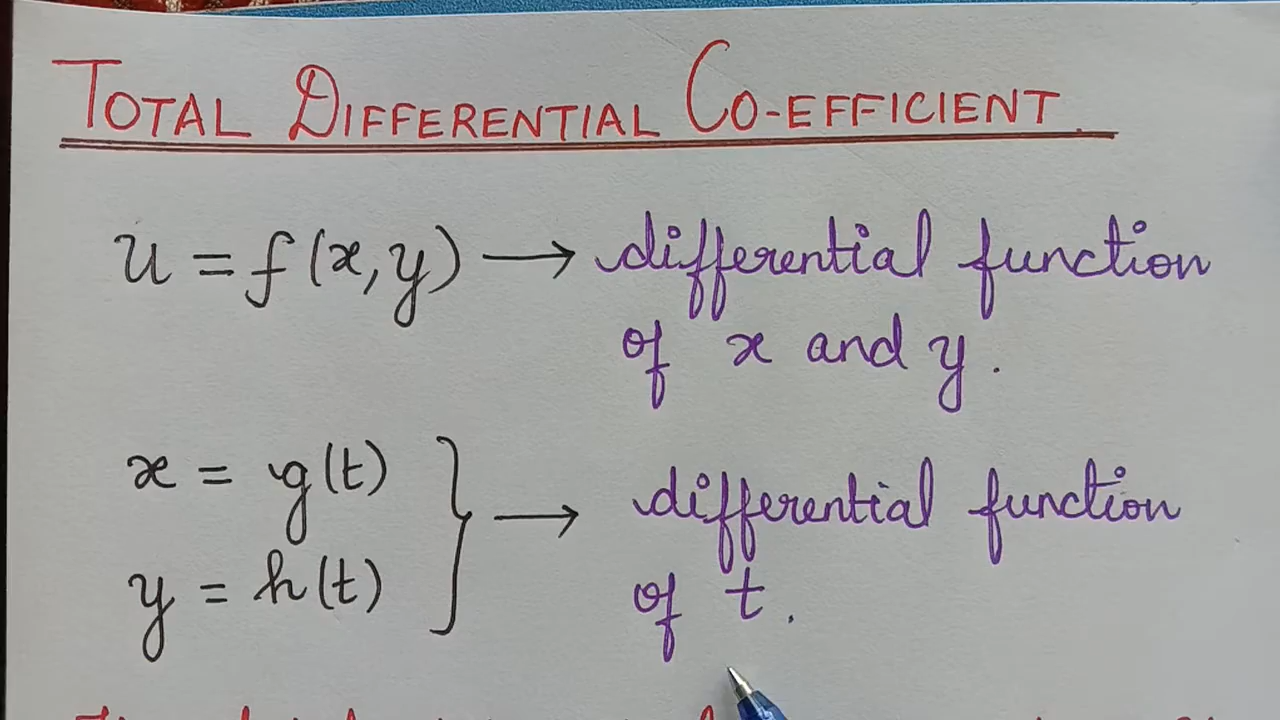 TOTAL DIFFERENTIAL CO-EFFICIENT.
u = f(x, y) → differential function
of x and y.
x = g(t)
y = h(t) } → differential function
of t.